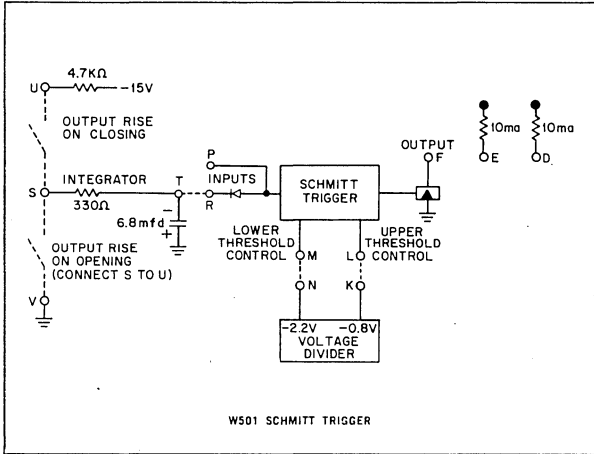 4.7KΩ
U
-15V
OUTPUT RISE
ON CLOSING
P
INTEGRATOR
T
INPUTS
S
330Ω
R
6.8mfd
-
+
OUTPUT RISE
ON OPENING
(CONNECT S TO U)
V
SCHMITT
TRIGGER
OUTPUT
F
10ma
10ma
E
D
LOWER
THRESHOLD
CONTROL
UPPER
THRESHOLD
CONTROL
M
L
N
K
-2.2V
-0.8V
VOLTAGE
DIVIDER
W501 SCHMITT TRIGGER